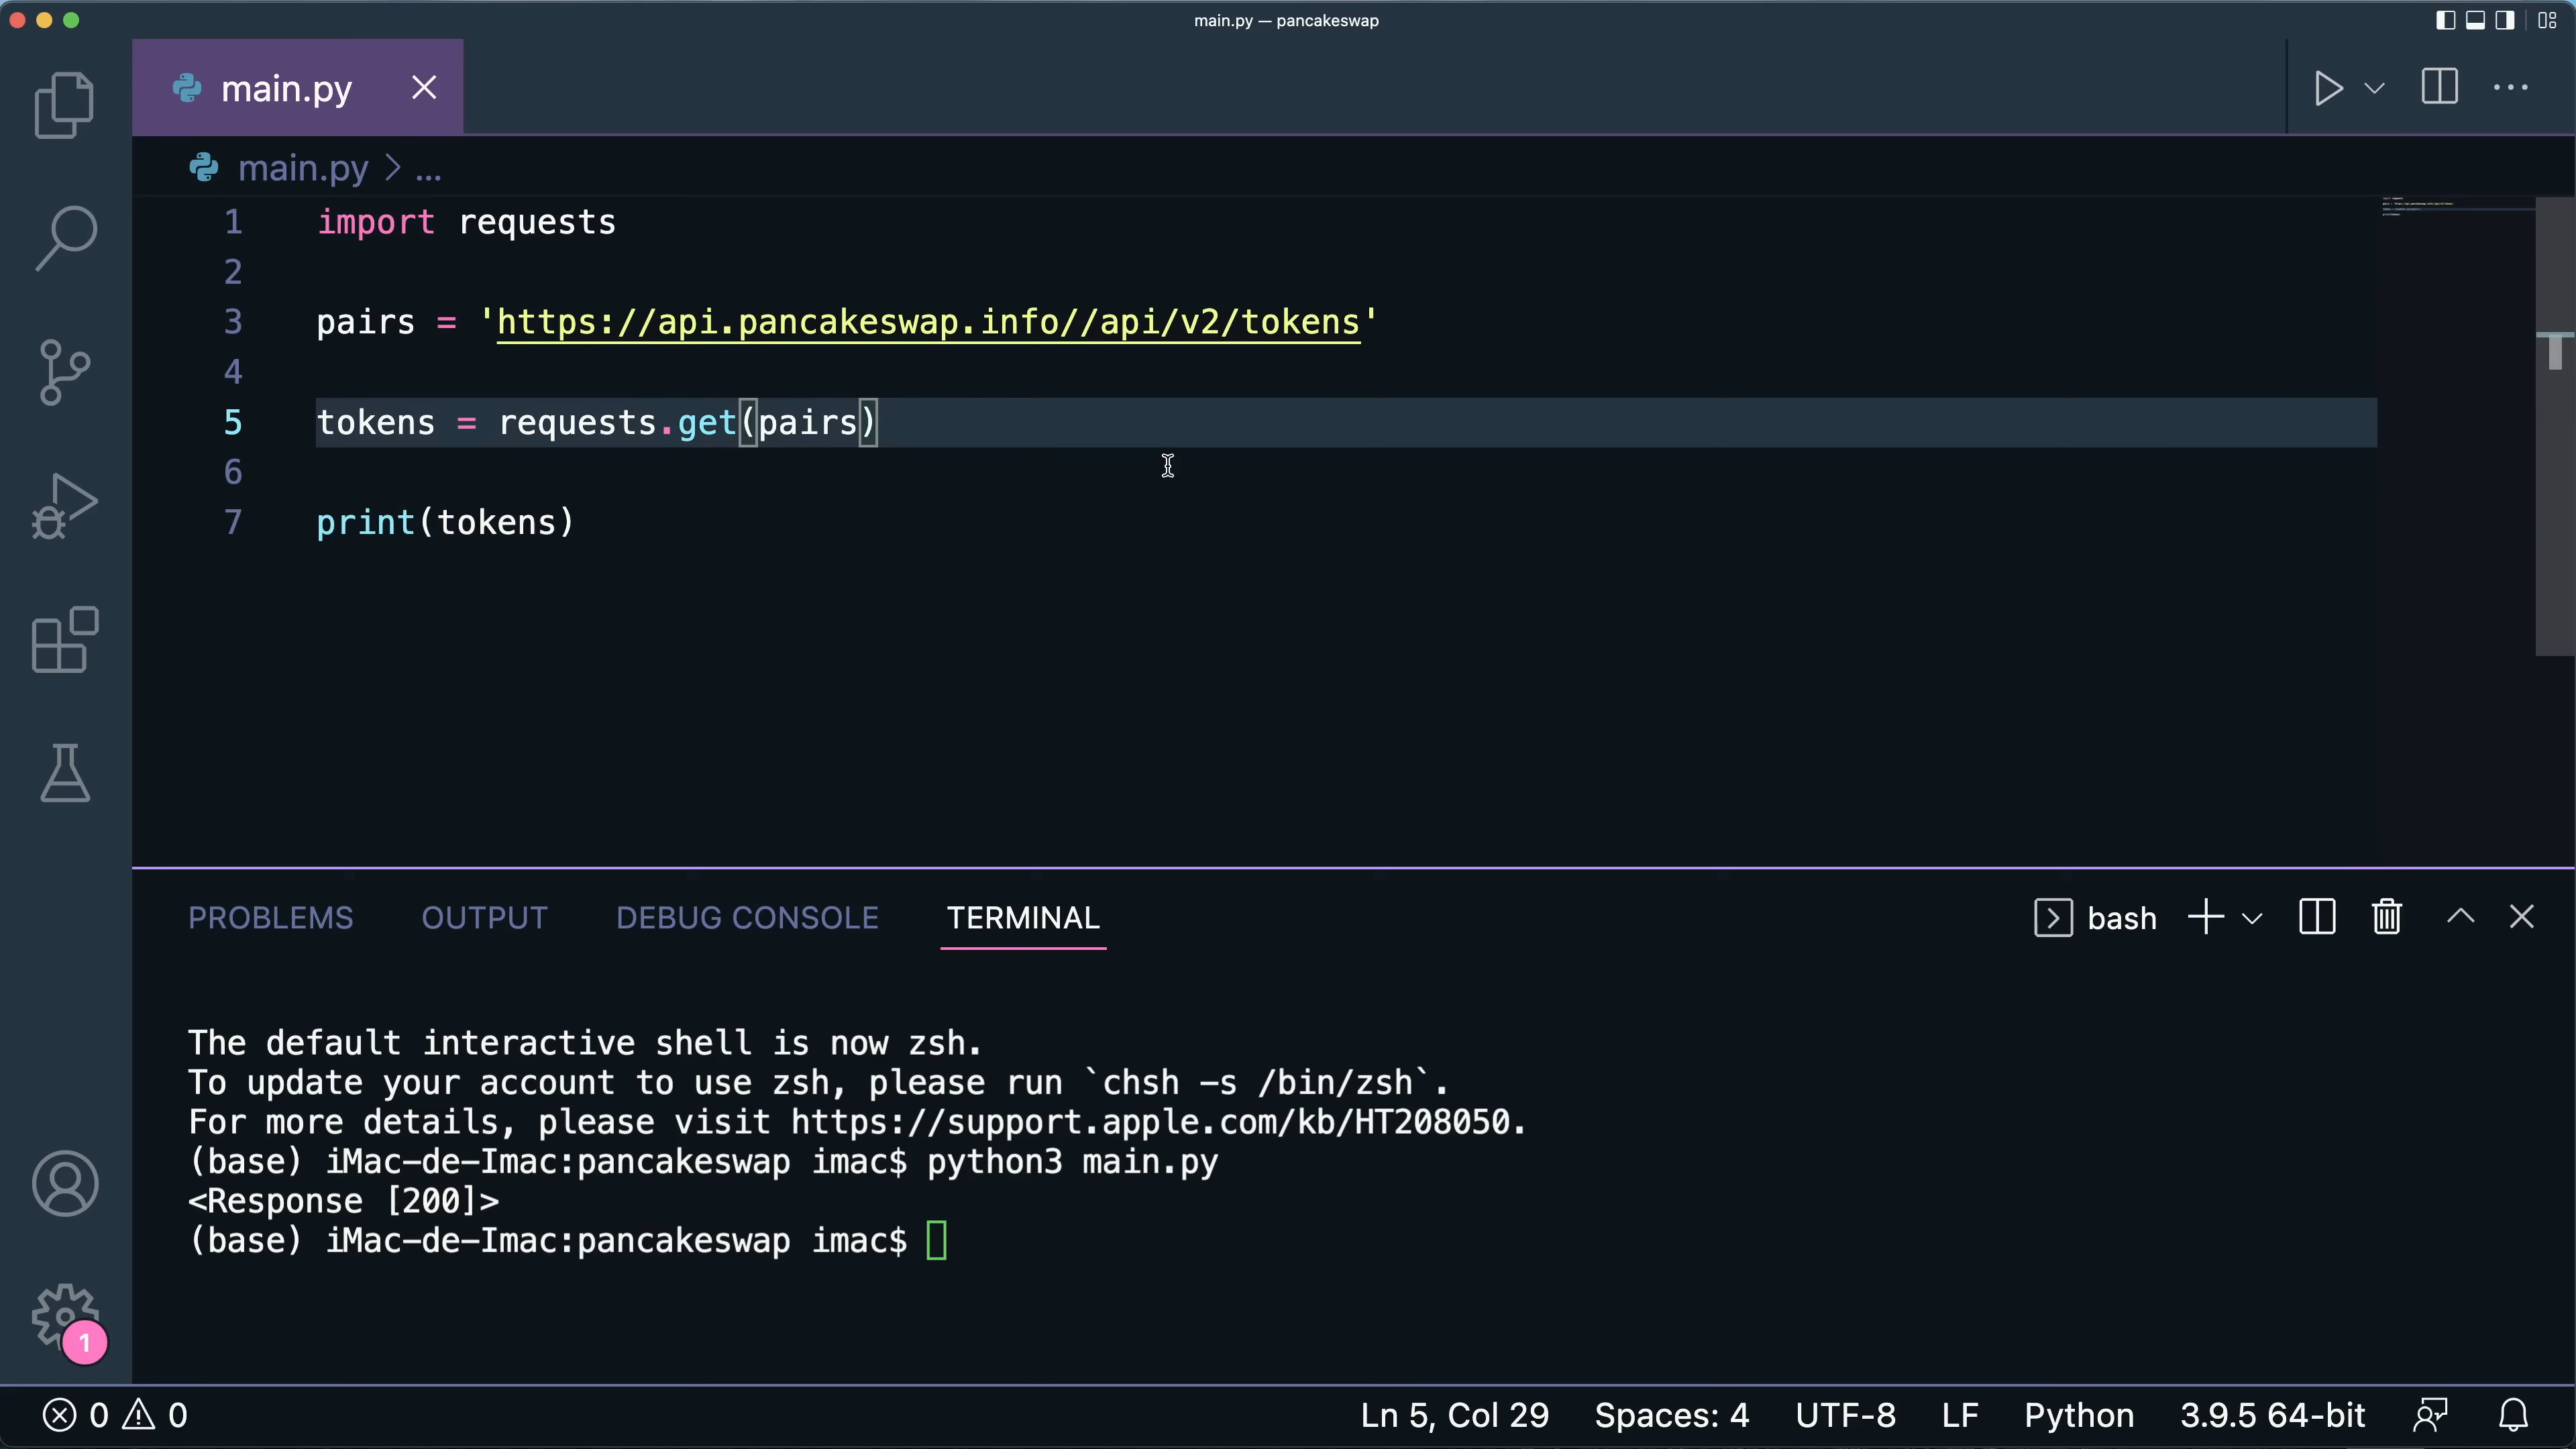 main.py — pancakeswap
main.py
main.py > ...
1 import requests
2
3 pairs = 'https://api.pancakeswap.info//api/v2/tokens'
4
5 tokens = requests.get(pairs)
6
7 print(tokens)
PROBLEMS OUTPUT DEBUG CONSOLE TERMINAL bash
The default interactive shell is now zsh.
To update your account to use zsh, please run `chsh -s /bin/zsh`.
For more details, please visit https://support.apple.com/kb/HT208050.
(base) iMac-de-Imac:pancakeswap imac$ python3 main.py
<Response [200]>
(base) iMac-de-Imac:pancakeswap imac$
1
0 0 Ln 5, Col 29 Spaces: 4 UTF-8 LF Python 3.9.5 64-bit